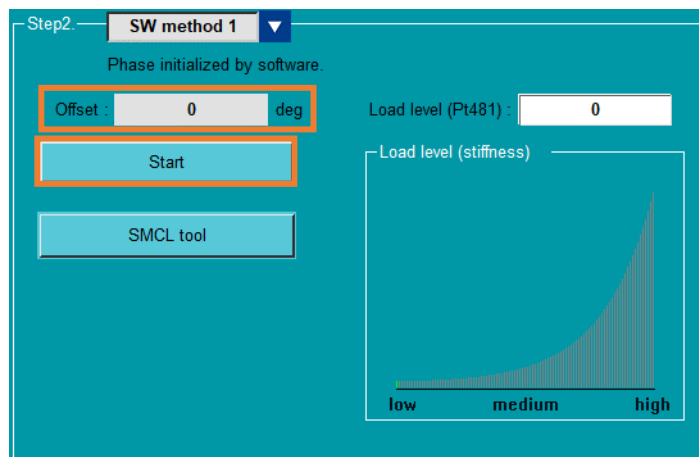 Step2.
SW method 1
Phase initialized by software.
Offset : 0 deg
Load level (Pt481) : 0
Start
Load level (stiffness)
SMCL tool
low medium high